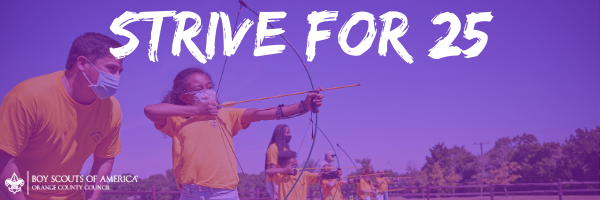 STRIVE FOR 25
BOY SCOUTS OF AMERICA®
ORANGE COUNTY COUNCIL